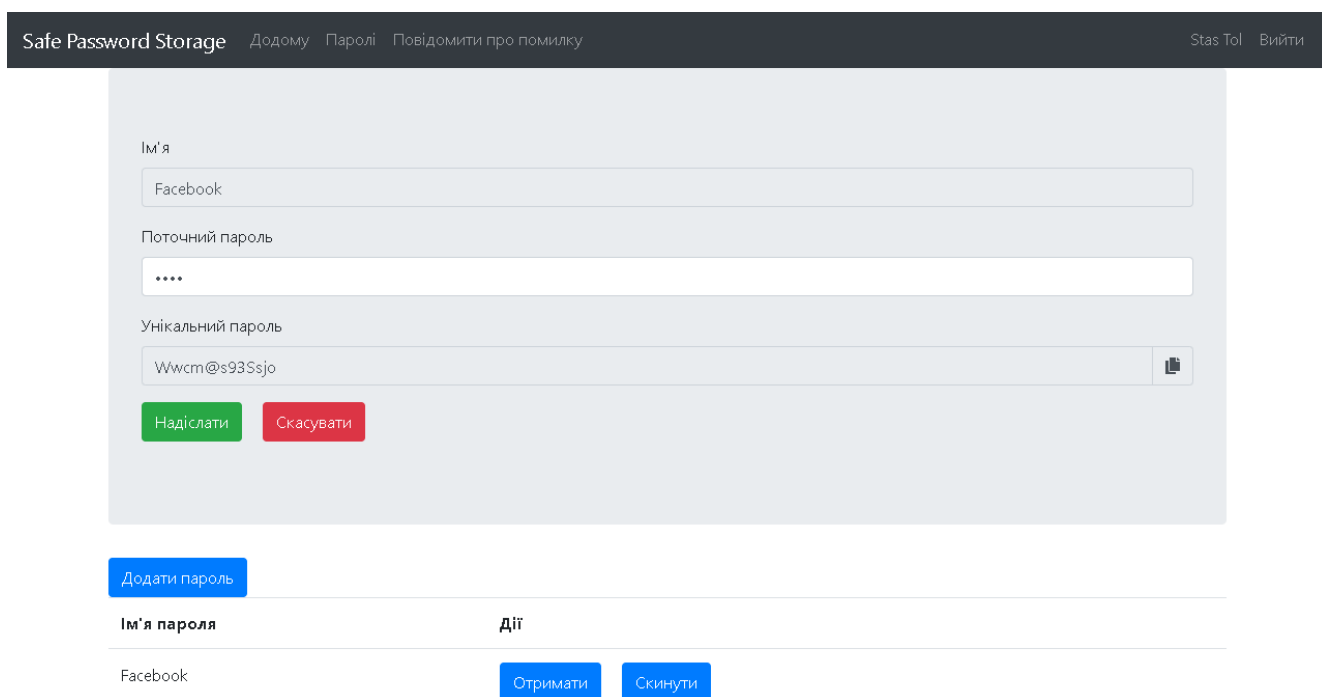 Safe Password Storage Додому Паролі Повідомити про помилку Stas Tol Вийти
Ім'я
Facebook
Поточний пароль
••••
Унікальний пароль
Wwcm@s93Ssjo
Надіслати Скасувати
Додати пароль
Ім'я пароля Дії
Facebook Отримати Скинути